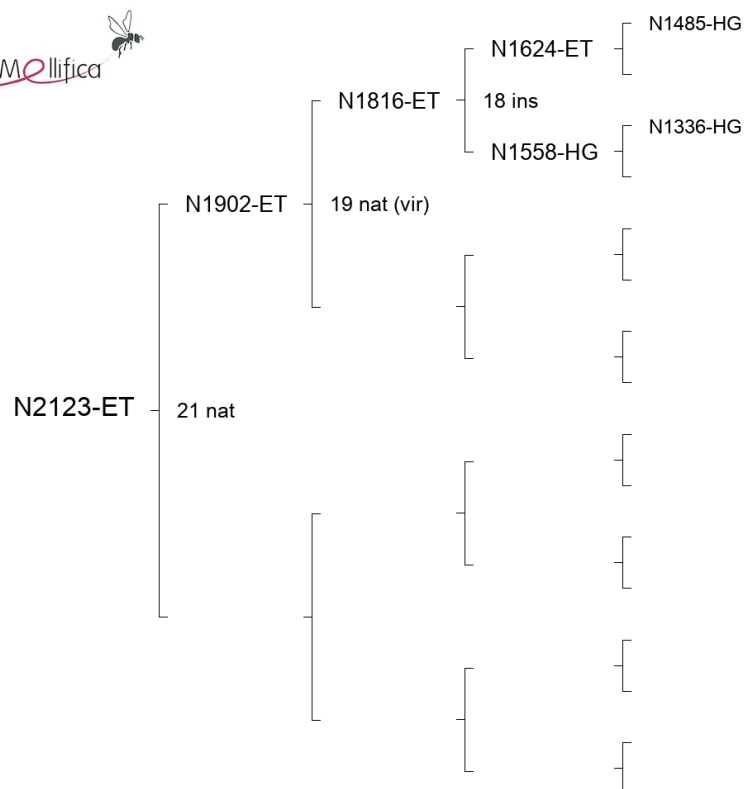 Mellifica
N1485-HG
N1624-ET
N1816-ET
18 ins
N1336-HG
N1558-HG
N1902-ET
19 nat (vir)
N2123-ET
21 nat